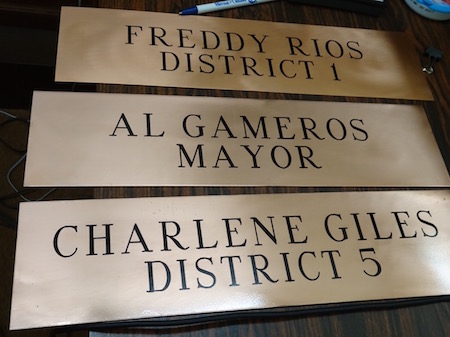 FREDDY RIOS
DISTRICT 1
AL GAMEROS
MAYOR
CHARLENE GILES
DISTRICT 5